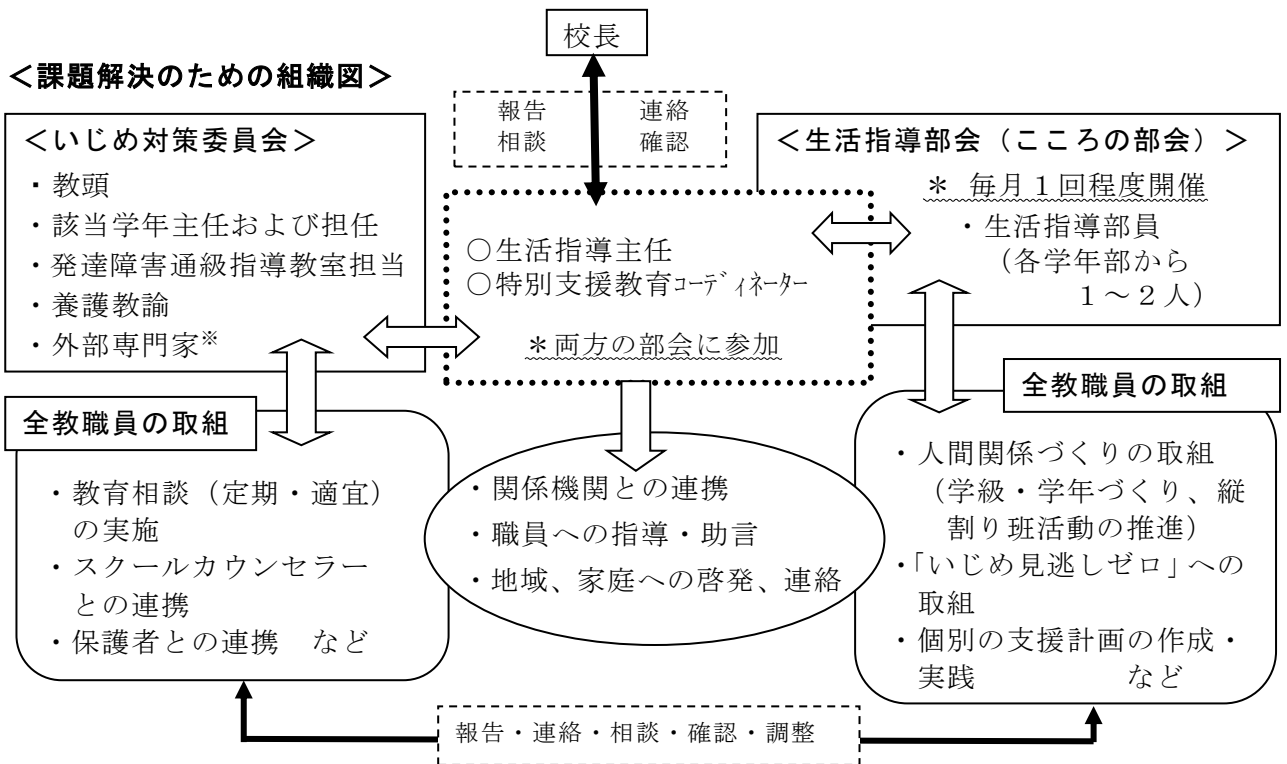 校長
＜課題解決のための組織図＞
報告　　連絡
相談　　確認
＜いじめ対策委員会＞
・教頭
・該当学年主任および担任
・発達障害通級指導教室担当
・養護教諭
・外部専門家※
○生活指導主任
○特別支援教育ｺｰﾃﾞｨﾈｰﾀｰ
＊両方の部会に参加
＜生活指導部会（こころの部会）＞
＊ 毎月１回程度開催
・生活指導部員
（各学年部から
１～２人）
全教職員の取組
・教育相談（定期・適宜）
の実施
・スクールカウンセラー
との連携
・保護者との連携　など
・関係機関との連携
・職員への指導・助言
・地域、家庭への啓発、連絡
全教職員の取組
・人間関係づくりの取組
（学級・学年づくり、縦
割り班活動の推進）
・「いじめ見逃しゼロ」への
取組
・個別の支援計画の作成・
実践　　　　　など
報告・連絡・相談・確認・調整